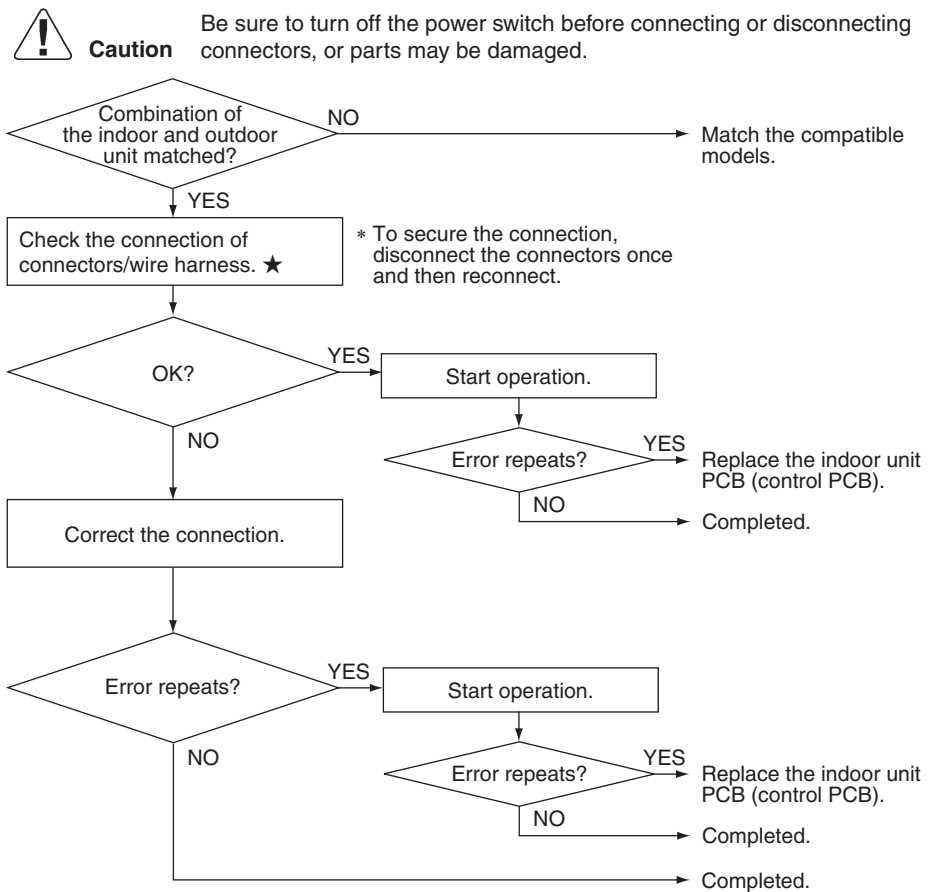 Be sure to turn off the power switch before connecting or disconnecting
Caution connectors, or parts may be damaged.
Combination of
the indoor and outdoor
unit matched?
NO
Match the compatible
models.
YES
Check the connection of
connectors/wire harness. ★
* To secure the connection,
disconnect the connectors once
and then reconnect.
OK?
YES
Start operation.
NO
Error repeats?
YES
Replace the indoor unit
PCB (control PCB).
NO
Completed.
Correct the connection.
Error repeats?
YES
Start operation.
NO
Error repeats?
YES
Replace the indoor unit
PCB (control PCB).
NO
Completed.
Completed.